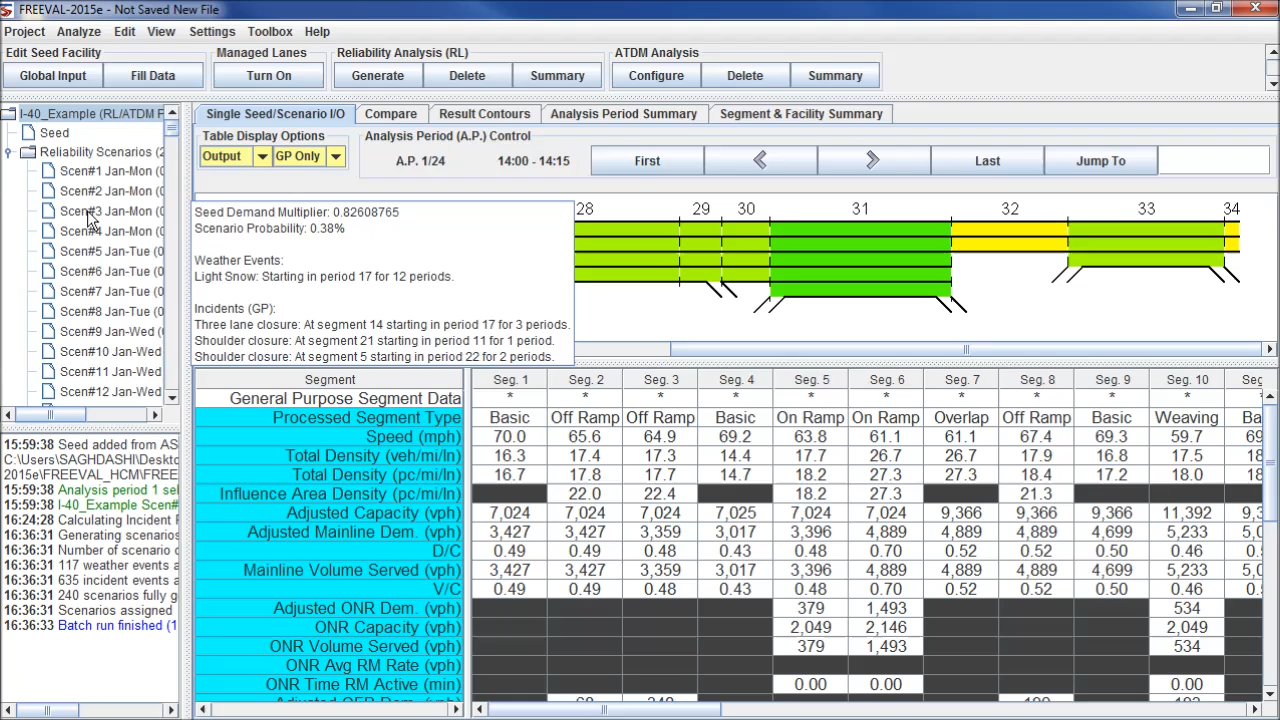 FREEVAL-2015e - Not Saved New File
Project Analyze Edit View Settings Toolbox Help
Edit Seed Facility Managed Lanes Reliability Analysis (RL) ATDM Analysis
Global Input Fill Data Turn On Generate Delete Summary Configure Delete Summary
I-40_Example (RL/ATDM F
Seed
Reliability Scenarios (2
Scen#1 Jan-Mon (0
Scen#2 Jan-Mon (0
Scen#3 Jan-Mon (0
Scen#4 Jan-Mon (0
Scen#5 Jan-Tue (0
Scen#6 Jan-Tue (0
Scen#7 Jan-Tue (0
Scen#8 Jan-Tue (0
Scen#9 Jan-Wed (
Scen#10 Jan-Wed
Scen#11 Jan-Wed
Scen#12 Jan-Wed
15:59:38 Seed added from AS
C:\Users\SAGHDASHI\Deskto
2015e\FREEVAL_HCM\FREE
15:59:38 Analysis period 1 sel
15:59:38 I-40_Example Scen#
16:24:28 Calculating Incident F
16:36:31 Generating scenarios
16:36:31 Number of scenario
16:36:31 117 weather events a
16:36:31 635 incident events a
16:36:31 240 scenarios fully g
16:36:31 Scenarios assigned
16:36:33 Batch run finished (1
Single Seed/Scenario I/O Compare Result Contours Analysis Period Summary Segment & Facility Summary
Table Display Options Analysis Period (A.P.) Control
Output GP Only A.P. 1/24 14:00 - 14:15 First < > Last Jump To
28 29 30 31 32 33 34
Seed Demand Multiplier: 0.82608765
Scenario Probability: 0.38%
Weather Events:
Light Snow: Starting in period 17 for 12 periods.
Incidents (GP):
Three lane closure: At segment 14 starting in period 17 for 3 periods.
Shoulder closure: At segment 21 starting in period 11 for 1 period.
Shoulder closure: At segment 5 starting in period 22 for 2 periods.
Segment Seg. 1 Seg. 2 Seg. 3 Seg. 4 Seg. 5 Seg. 6 Seg. 7 Seg. 8 Seg. 9 Seg. 10 Seg
General Purpose Segment Data * * * * * * * * * *
Processed Segment Type Basic Off Ramp Off Ramp Basic On Ramp On Ramp Overlap Off Ramp Basic Weaving Ba
Speed (mph) 70.0 65.6 64.9 69.2 63.8 61.1 61.1 67.4 69.3 59.7 69
Total Density (veh/mi/ln) 16.3 17.4 17.3 14.4 17.7 26.7 26.7 17.9 16.8 17.5 18
Total Density (pc/mi/ln) 16.7 17.8 17.7 14.7 18.2 27.3 27.3 18.4 17.2 18.0 18
Influence Area Density (pc/mi/ln) 22.0 22.4 18.2 27.3 21.3
Adjusted Capacity (vph) 7,024 7,024 7,024 7,025 7,024 7,024 9,366 9,366 9,366 11,392 9,3
Adjusted Mainline Dem. (vph) 3,427 3,427 3,359 3,017 3,396 4,889 4,889 4,889 4,699 5,233 5,0
D/C 0.49 0.49 0.48 0.43 0.48 0.70 0.52 0.52 0.50 0.46 0.
Mainline Volume Served (vph) 3,427 3,427 3,359 3,017 3,396 4,889 4,889 4,889 4,699 5,233 5,0
V/C 0.49 0.49 0.48 0.43 0.48 0.70 0.52 0.52 0.50 0.46 0.
Adjusted ONR Dem. (vph) 379 1,493 534
ONR Capacity (vph) 2,049 2,146 2,049
ONR Volume Served (vph) 379 1,493 534
ONR Avg RM Rate (vph)
ONR Time RM Active (min) 0.00 0.00 0.00